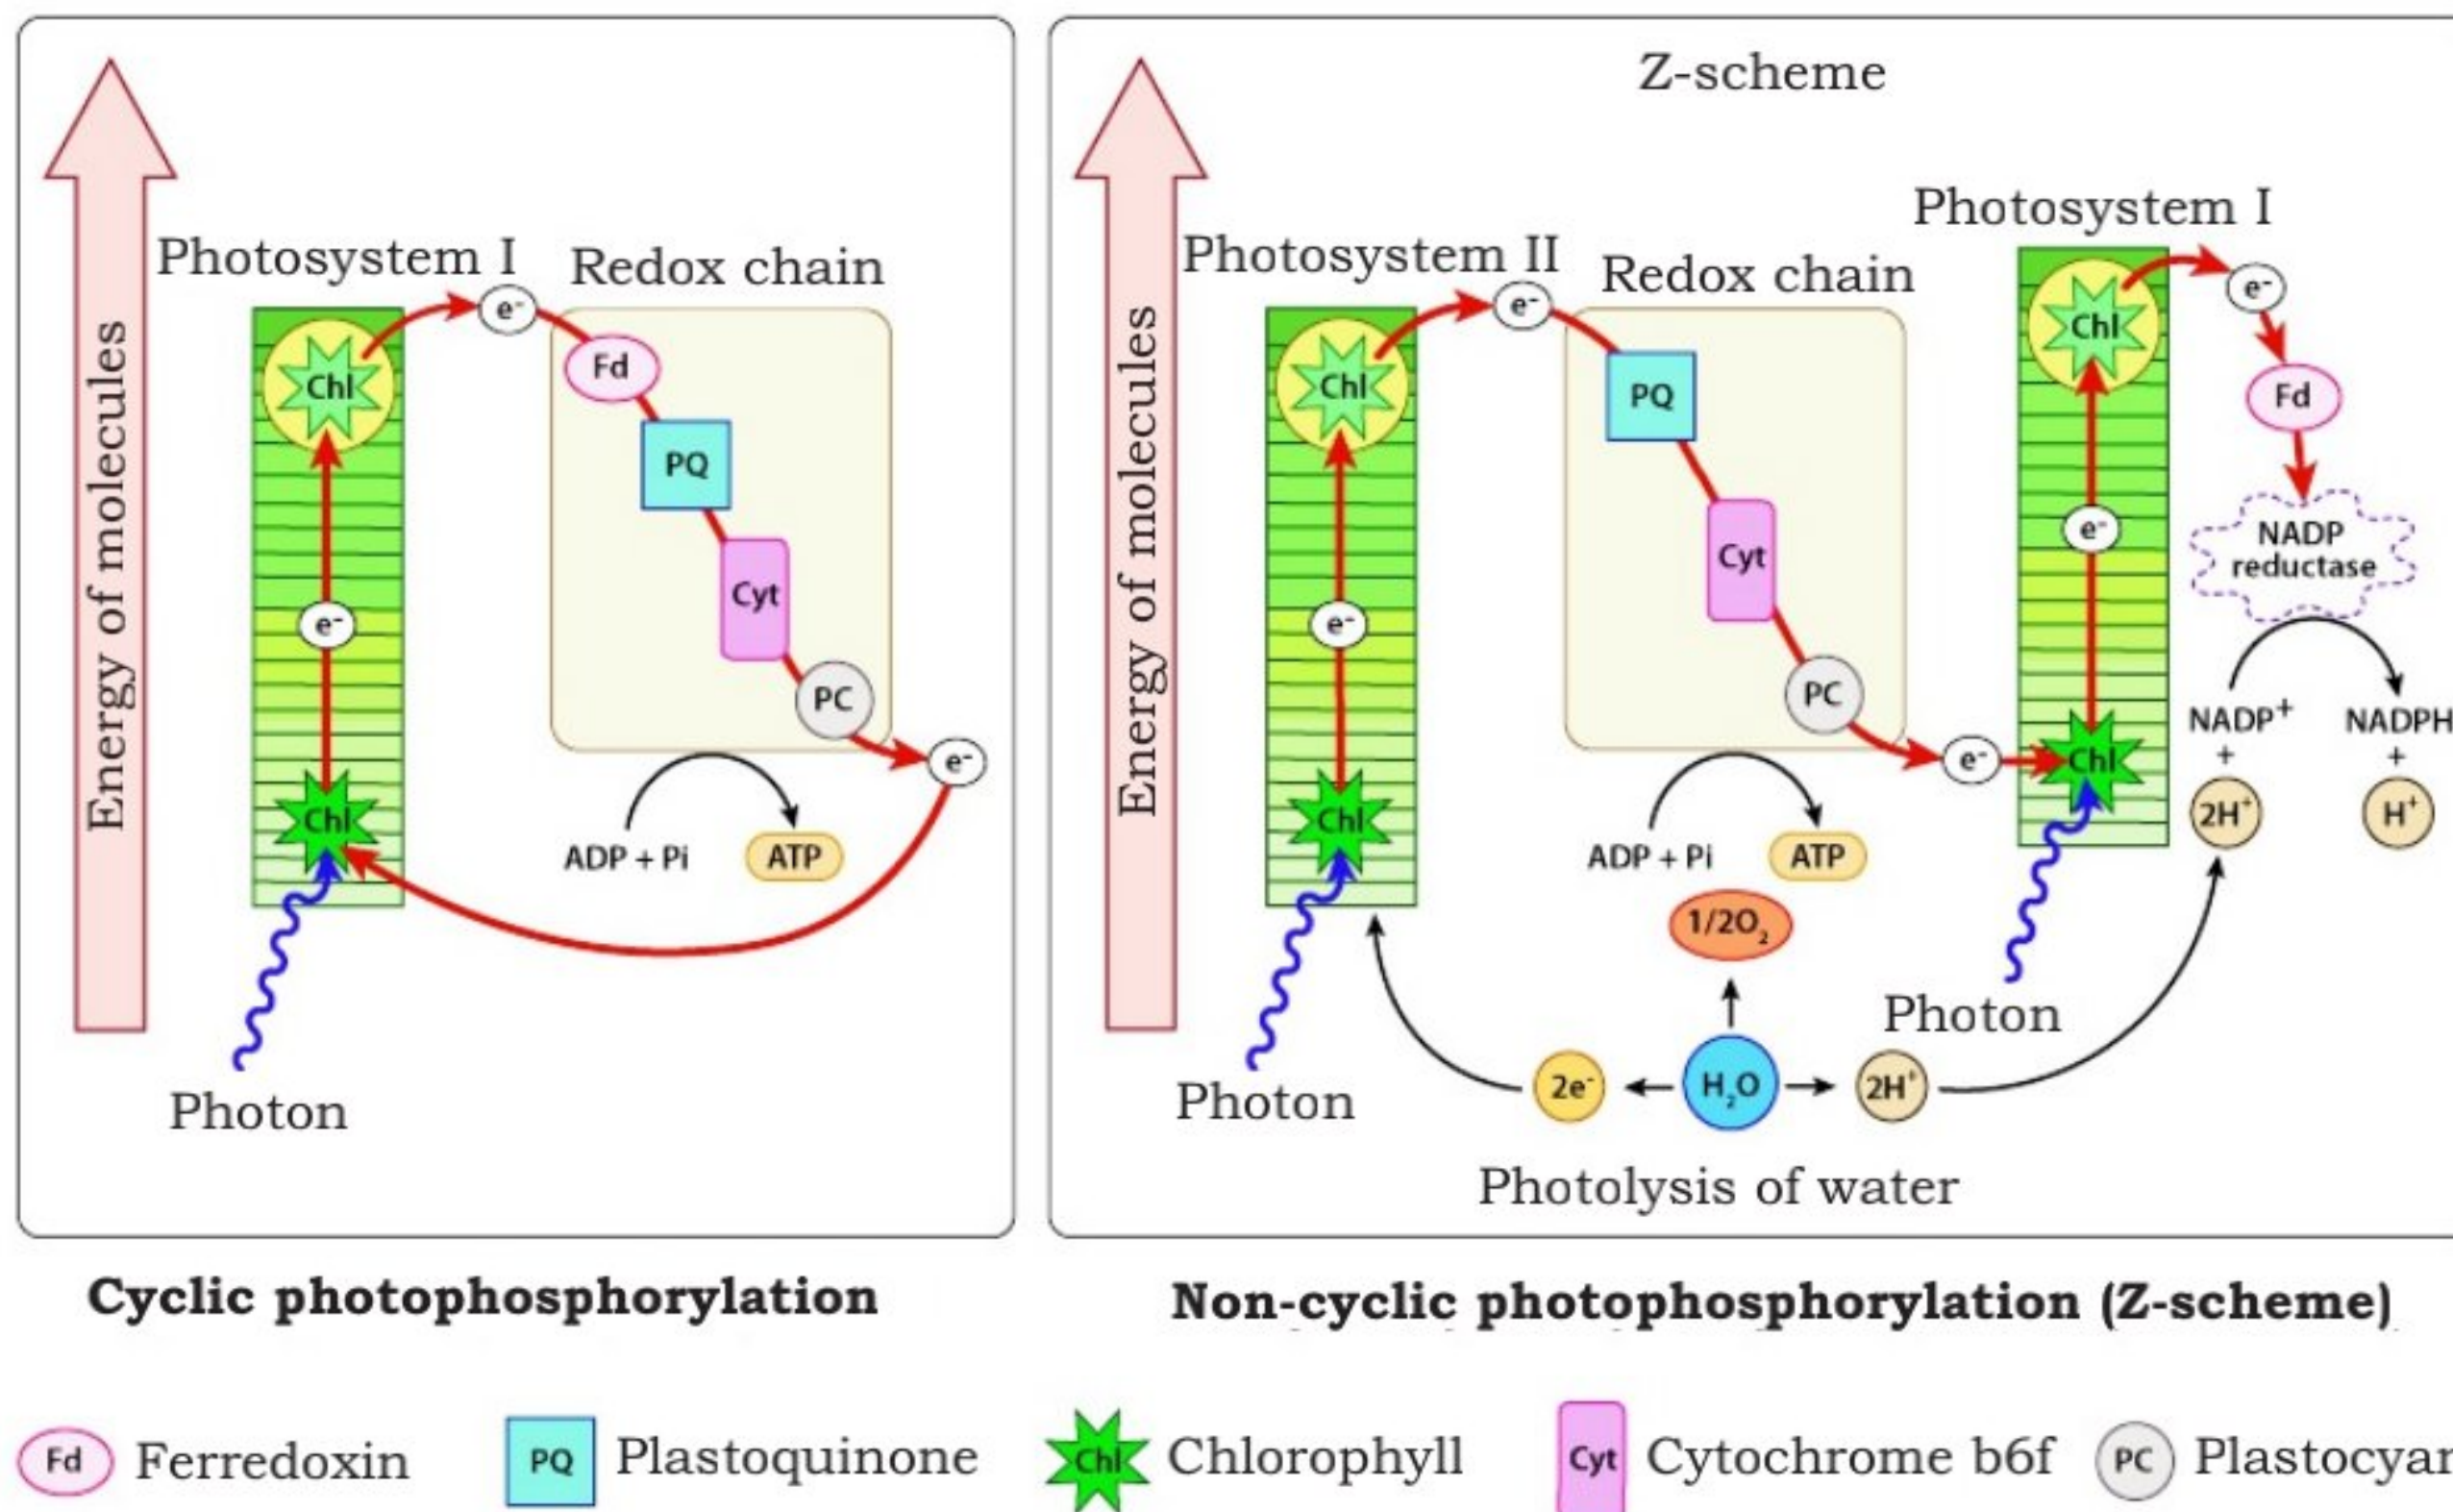 Energy of molecules
Photosystem I
Redox chain
Chl
e⁻
Fd
PQ
Cyt
PC
e⁻
e⁻
Chl
ADP + Pi
ATP
Photon
Z-scheme
Energy of molecules
Photosystem II
Redox chain
Photosystem I
Chl
e⁻
PQ
Cyt
PC
e⁻
e⁻
Chl
ADP + Pi
ATP
Chl
e⁻
Fd
e⁻
NADP
reductase
Chl
NADP⁺
+
2H⁺
NADPH
+
H⁺
1/2O₂
Photon
Photon
2e⁻
H₂O
2H⁺
Photolysis of water
Cyclic photophosphorylation
Non-cyclic photophosphorylation (Z-scheme)
Fd Ferredoxin
PQ Plastoquinone
Chl Chlorophyll
Cyt Cytochrome b6f
PC